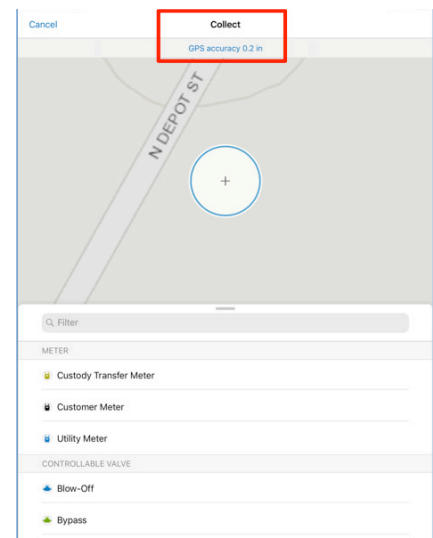 Cancel
Collect
GPS accuracy 0.2 in
N DEPOT ST
Filter
METER
Custody Transfer Meter
Customer Meter
Utility Meter
CONTROLLABLE VALVE
Blow-Off
Bypass